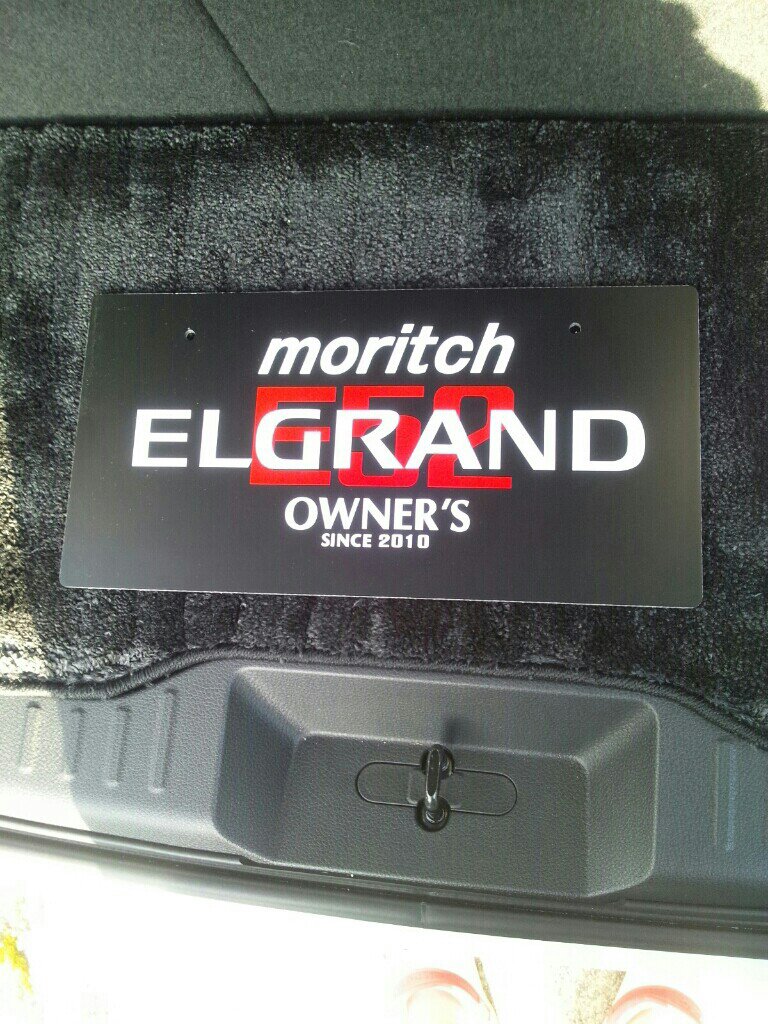 moritch
E52
ELGRAND
OWNER'S
SINCE 2010